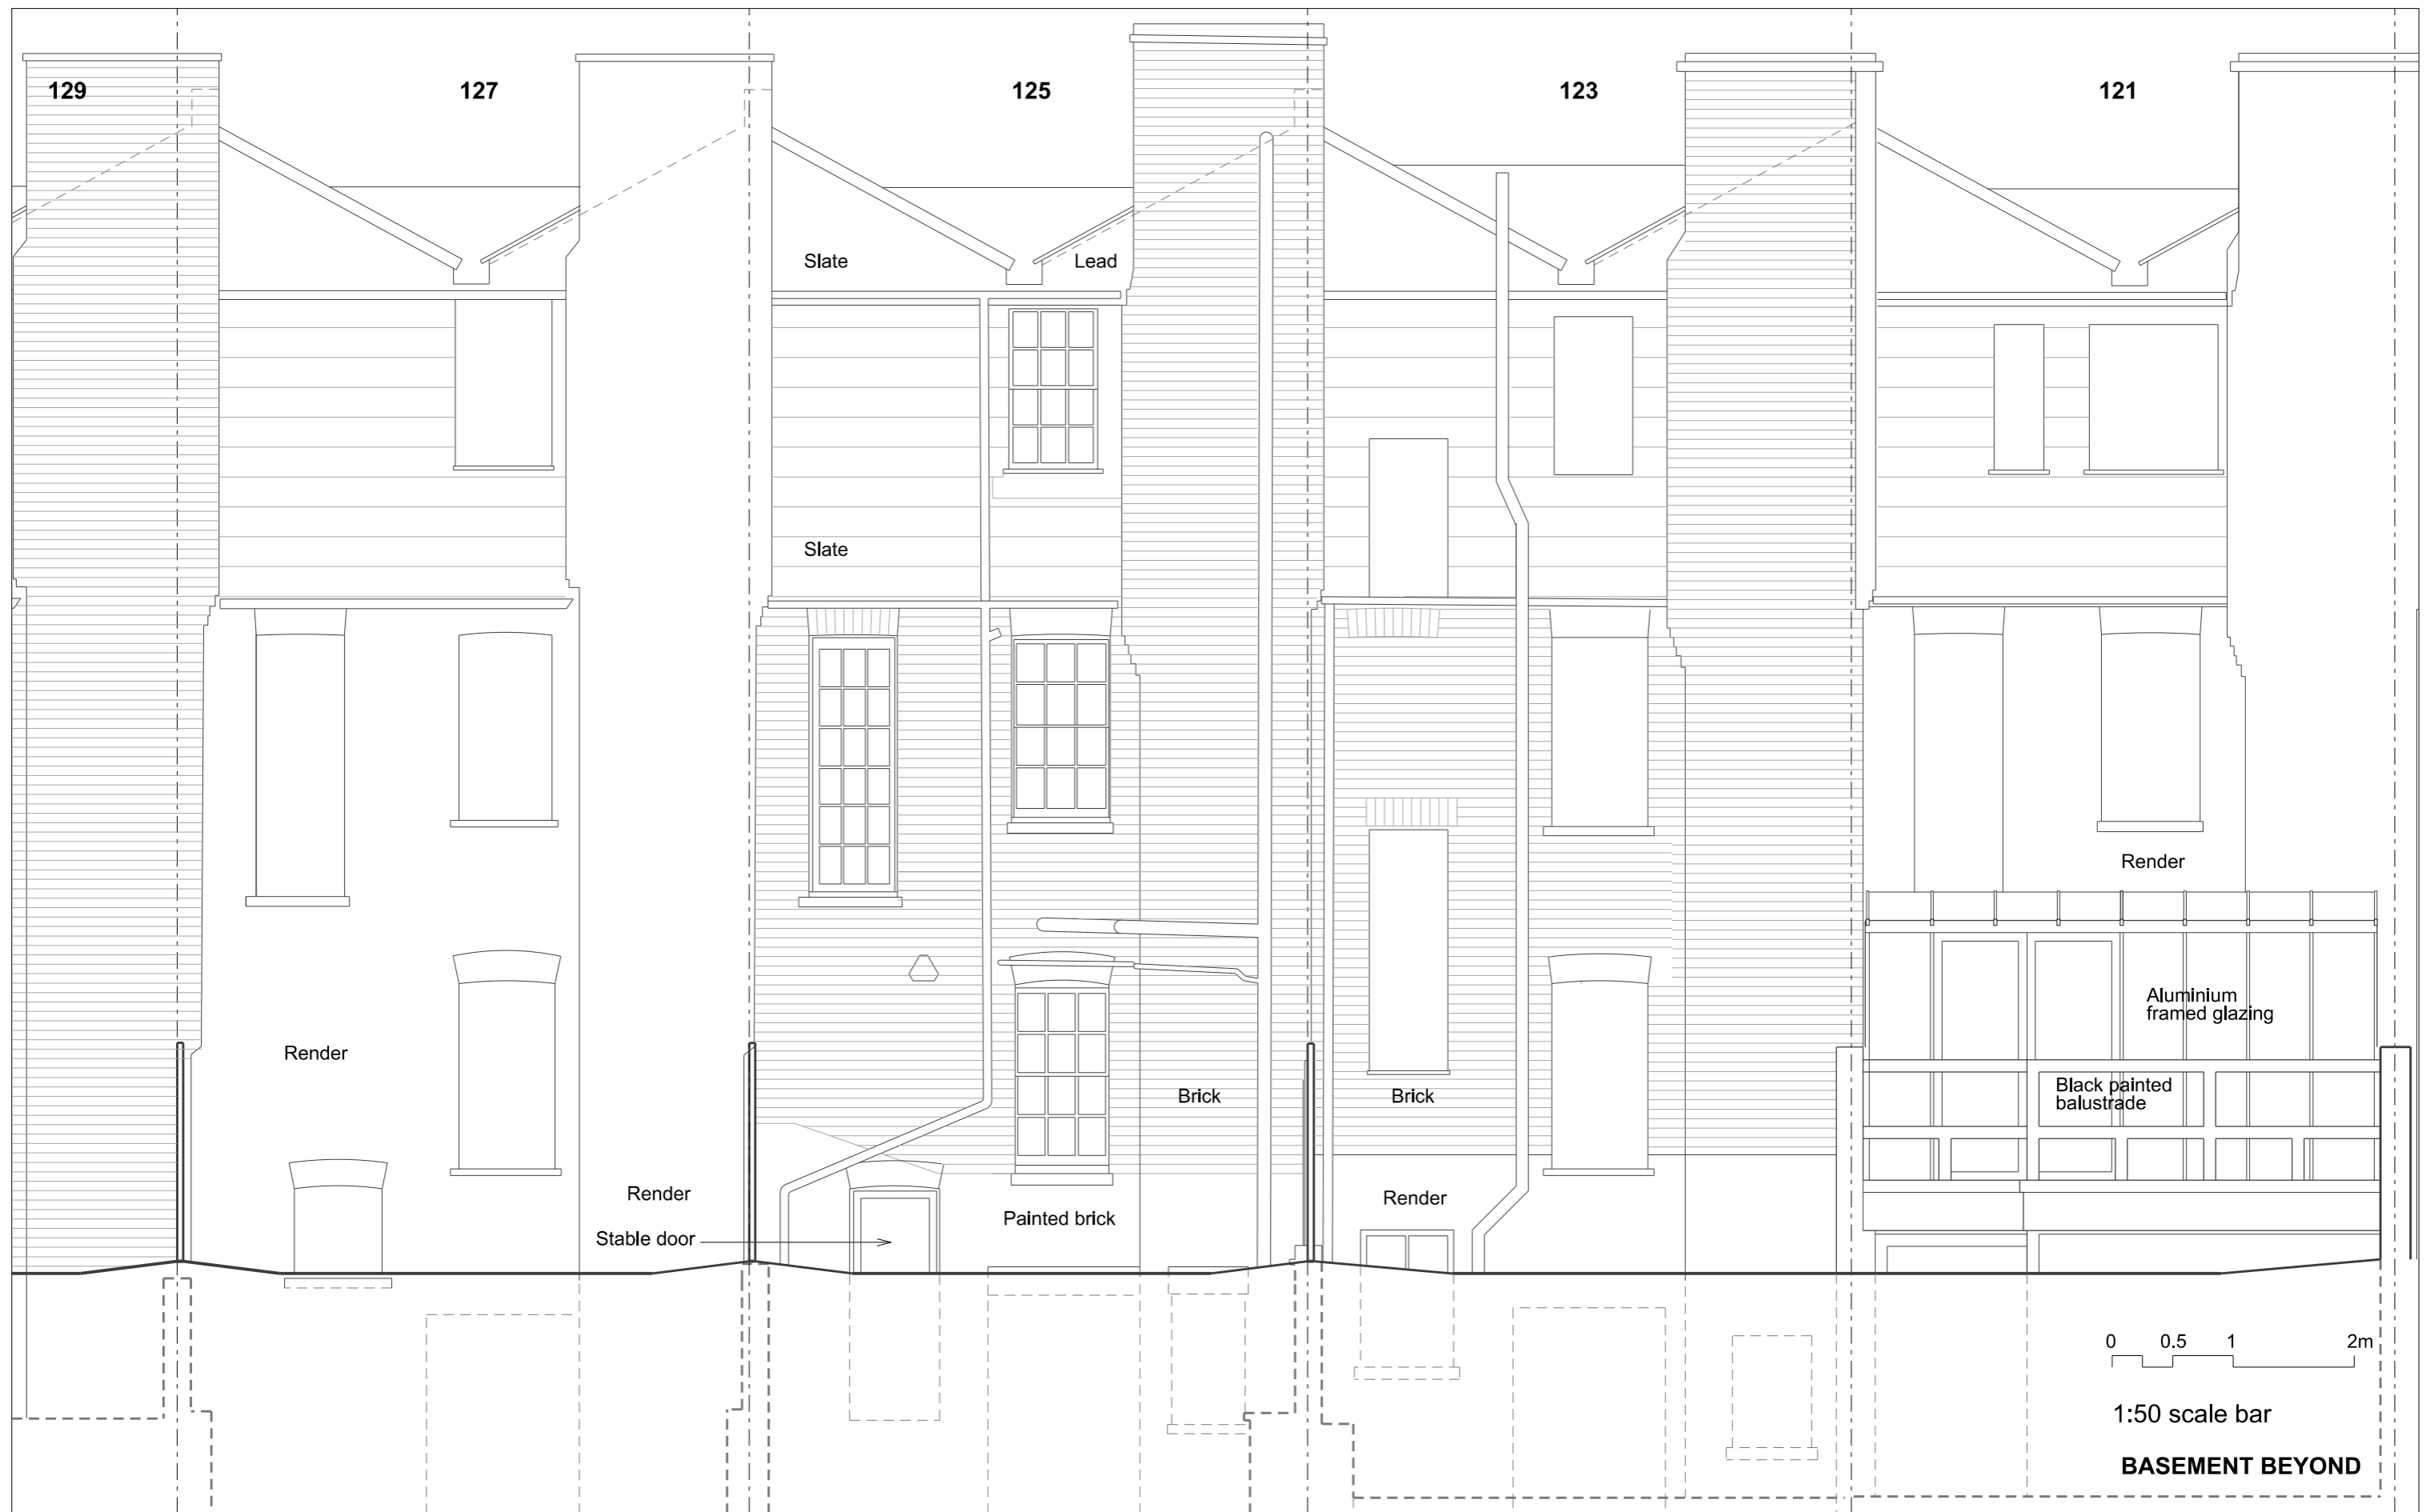 129
127
125
123
121
Slate
Lead
Slate
Render
Aluminium
framed glazing
Render
Black painted
balustrade
Brick
Brick
Render
Render
Painted brick
Stable door
0 0.5 1 2m
1:50 scale bar
BASEMENT BEYOND